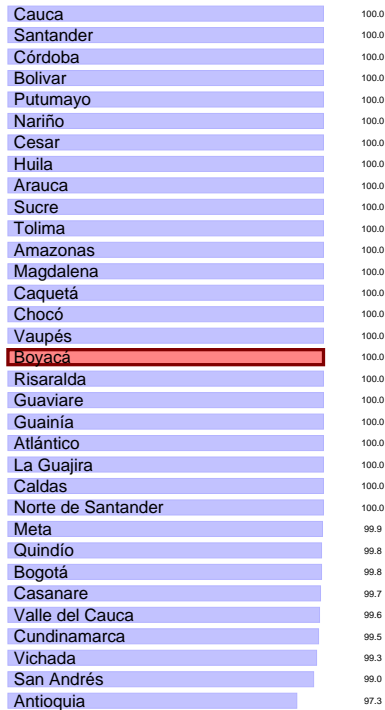 Cauca 100.0
Santander 100.0
Córdoba 100.0
Bolivar 100.0
Putumayo 100.0
Nariño 100.0
Cesar 100.0
Huila 100.0
Arauca 100.0
Sucre 100.0
Tolima 100.0
Amazonas 100.0
Magdalena 100.0
Caquetá 100.0
Chocó 100.0
Vaupés 100.0
Boyacá 100.0
Risaralda 100.0
Guaviare 100.0
Guainía 100.0
Atlántico 100.0
La Guajira 100.0
Caldas 100.0
Norte de Santander 100.0
Meta 99.9
Quindío 99.8
Bogotá 99.8
Casanare 99.7
Valle del Cauca 99.6
Cundinamarca 99.5
Vichada 99.3
San Andrés 99.0
Antioquia 97.3